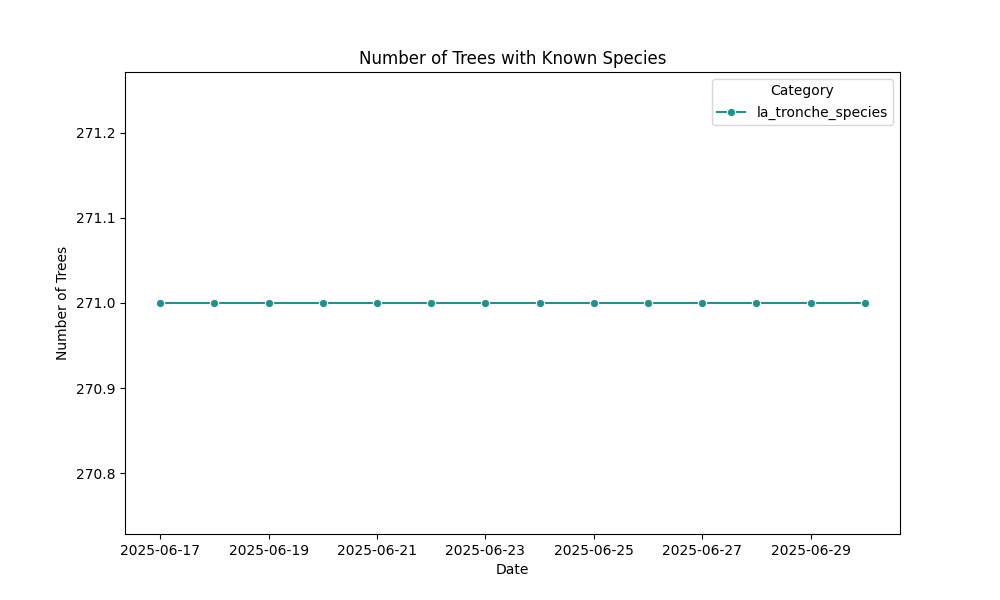 Number of Trees with Known Species
Category
la_tronche_species
271.2
271.1
271.0
270.9
270.8
Number of Trees
2025-06-17
2025-06-19
2025-06-21
2025-06-23
2025-06-25
2025-06-27
2025-06-29
Date